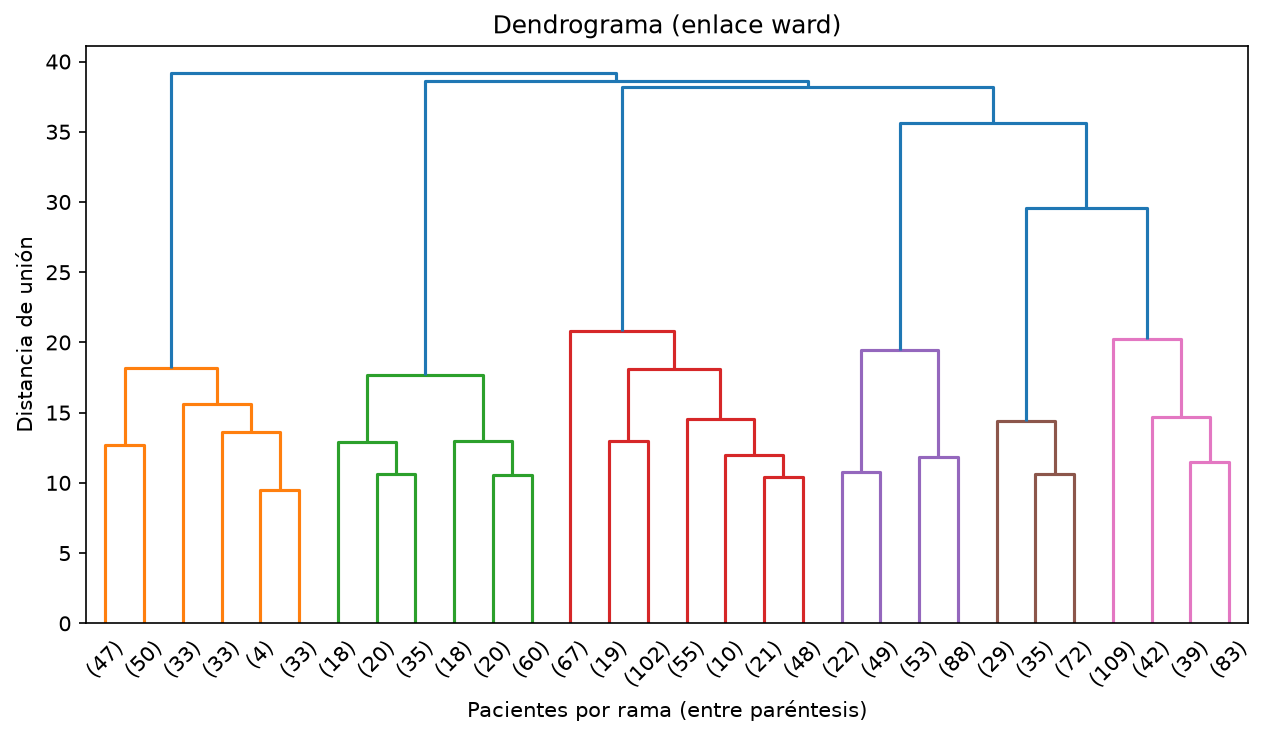 Dendrograma (enlace ward)
40
35
30
25
20
15
10
5
0
Distancia de unión
(47) (50) (33) (33) (4) (33) (18) (20) (35) (18) (20) (60) (67) (19) (102) (55) (10) (21) (48) (22) (49) (53) (88) (29) (35) (72) (109) (42) (39) (83)
Pacientes por rama (entre paréntesis)